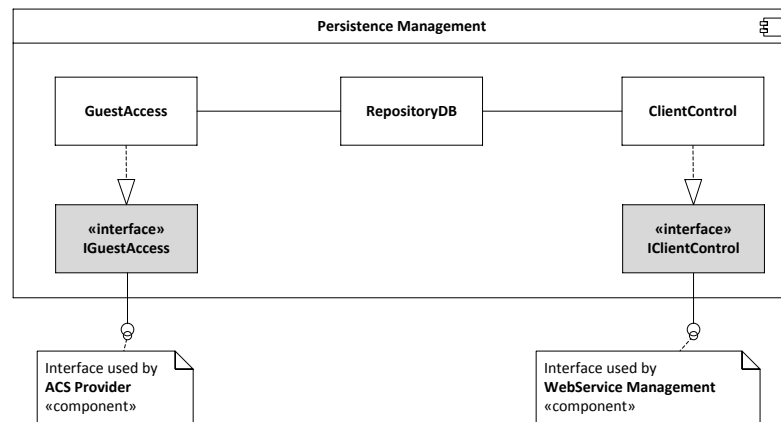 Persistence Management
GuestAccess
RepositoryDB
ClientControl
«interface»
IGuestAccess
«interface»
IClientControl
Interface used by
ACS Provider
«component»
Interface used by
WebService Management
«component»